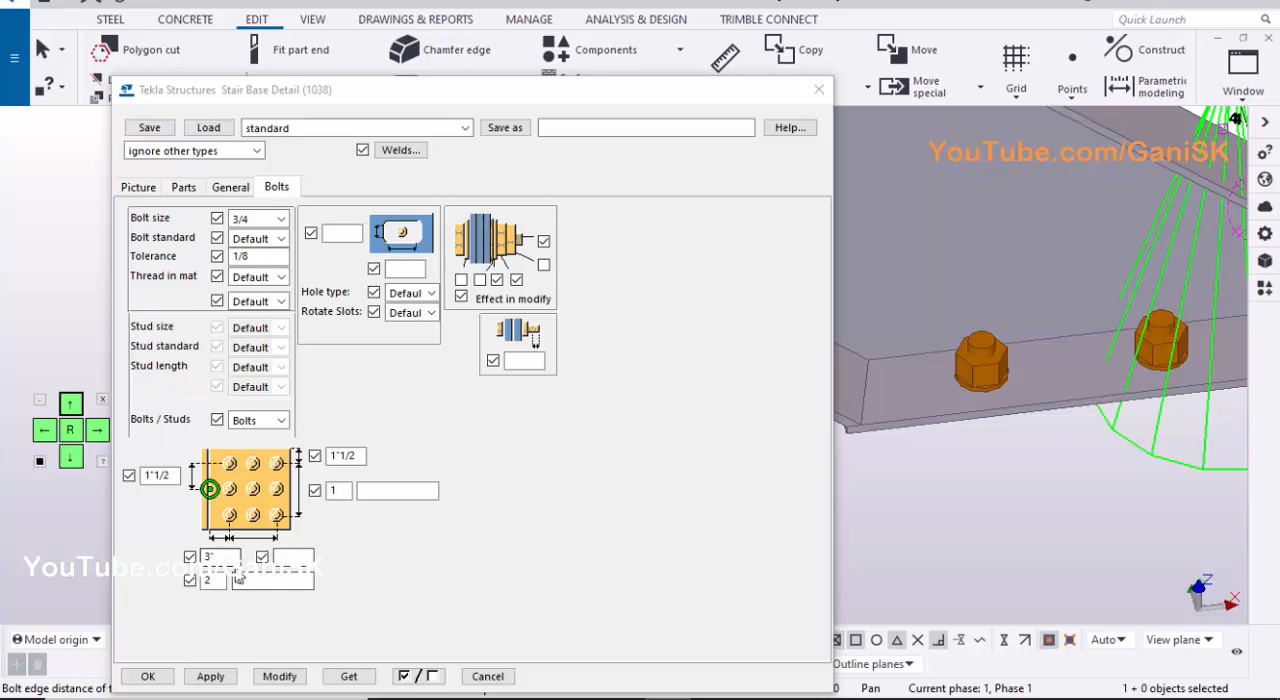 STEEL CONCRETE EDIT VIEW DRAWINGS & REPORTS MANAGE ANALYSIS & DESIGN TRIMBLE CONNECT Quick Launch
Polygon cut Fit part end Chamfer edge Components Copy Move Construct
Move special Grid Points Parametric modeling Window
Tekla Structures Stair Base Detail (1038)
Save Load standard Save as Help...
ignore other types Welds...
YouTube.com/GaniSK
Picture Parts General Bolts
Bolt size 3/4
Bolt standard Default
Tolerance 1/8
Thread in mat Default
Default
Hole type: Defaul
Rotate Slots: Defaul
Effect in modify
Stud size Default
Stud standard Default
Stud length Default
Default
Bolts / Studs Bolts
1"1/2
1"1/2
1
R
X
?
3"
2
YouTube.com/GaniSK
Z
X
Model origin
Auto View plane
Outline planes
OK Apply Modify Get / Cancel
Bolt edge distance of t
0 Pan Current phase: 1, Phase 1 1 + 0 objects selected